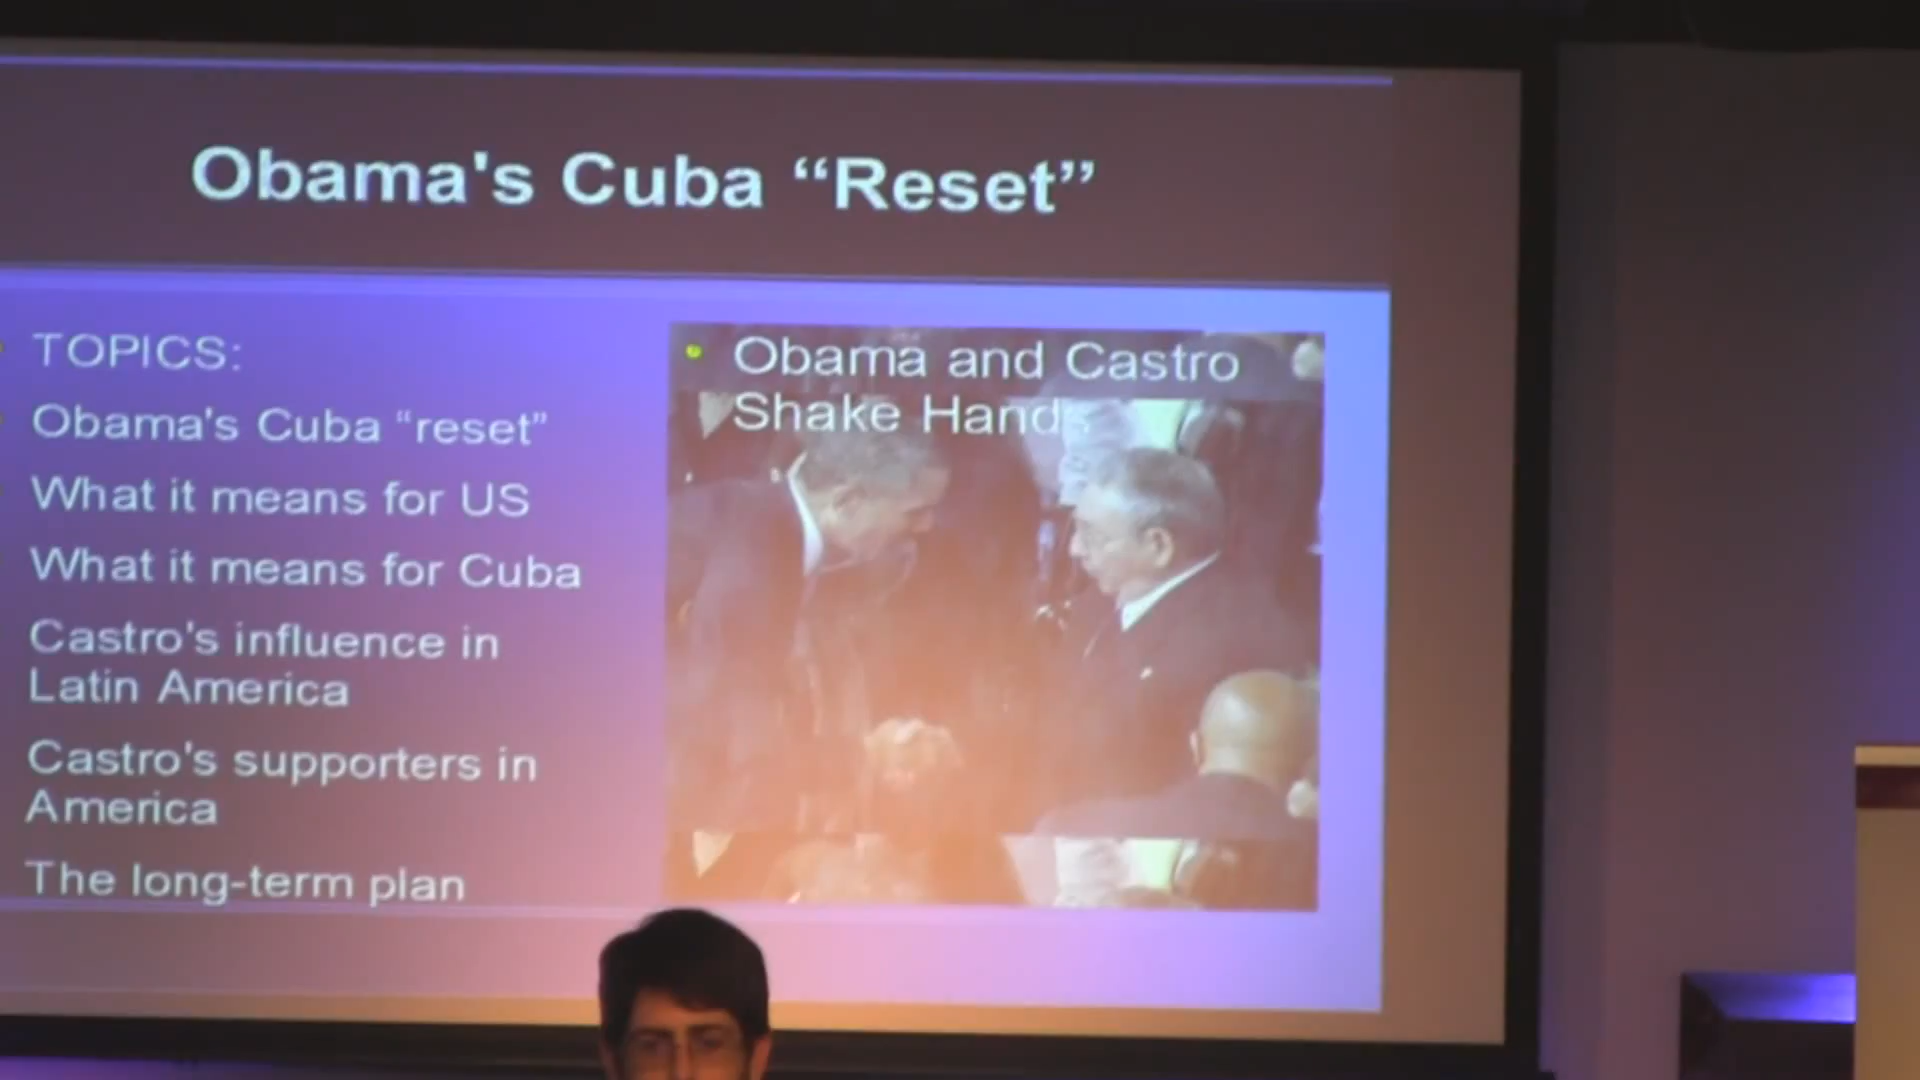 Obama's Cuba “Reset”
TOPICS:
Obama's Cuba “reset”
What it means for US
What it means for Cuba
Castro's influence in
Latin America
Castro's supporters in
America
The long-term plan
Obama and Castro
Shake Hands